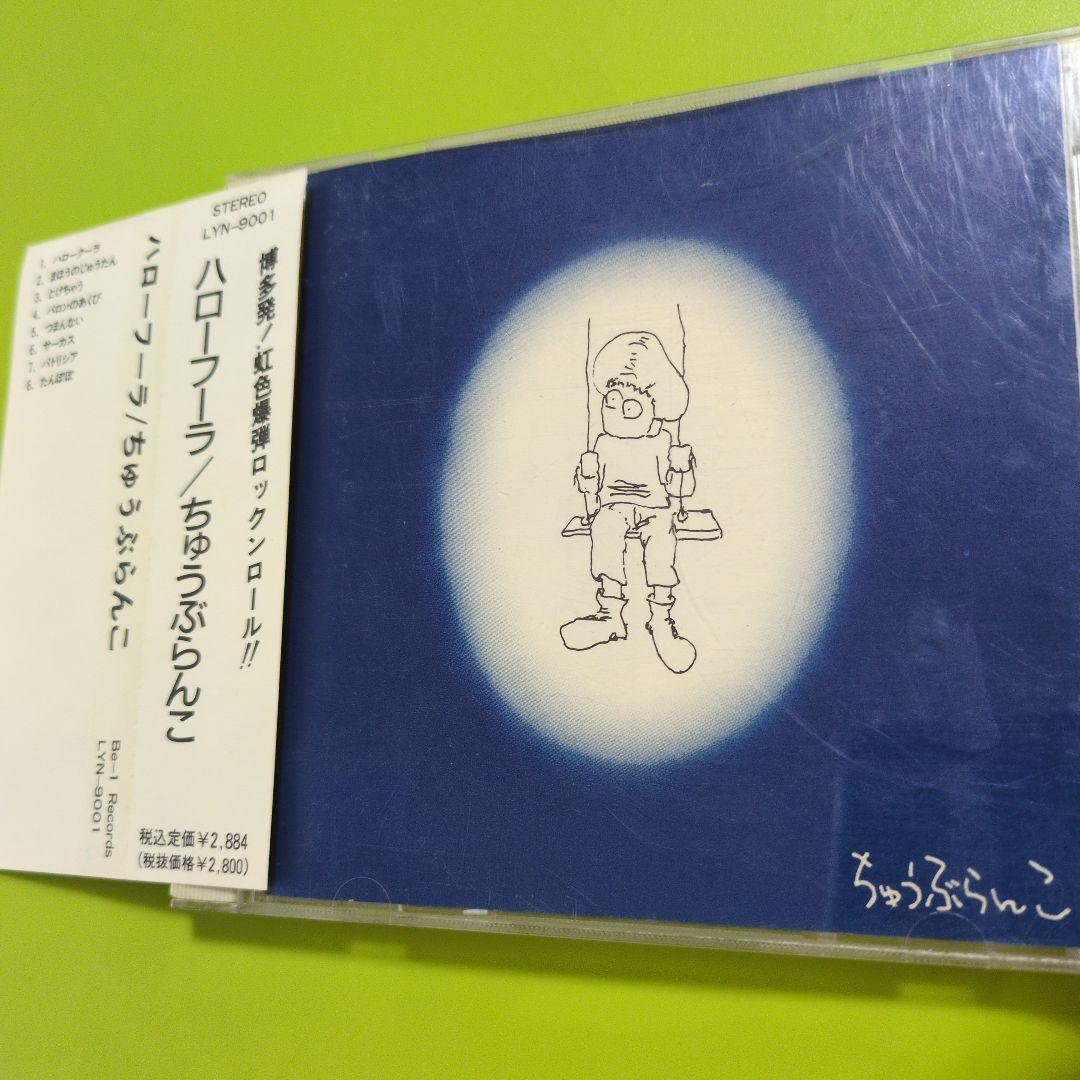 STEREO
LYN-9001
博多発/虹色爆弾ロックンロール!!
ハローフーラ/ちゅうぶらんこ
税込定価¥2,884
(税抜価格¥2,800)
ハローフーラ/ちゅうぶらんこ
Be-1 Records
LYN-9001
1. ハローフーラ
2. まほうのじゅうたん
3. とけちゃう
4. バロンのあくび
5. つまんない
6. サーカス
7. パトリシア
8. たんぽぽ
ちゅうぶらんこ